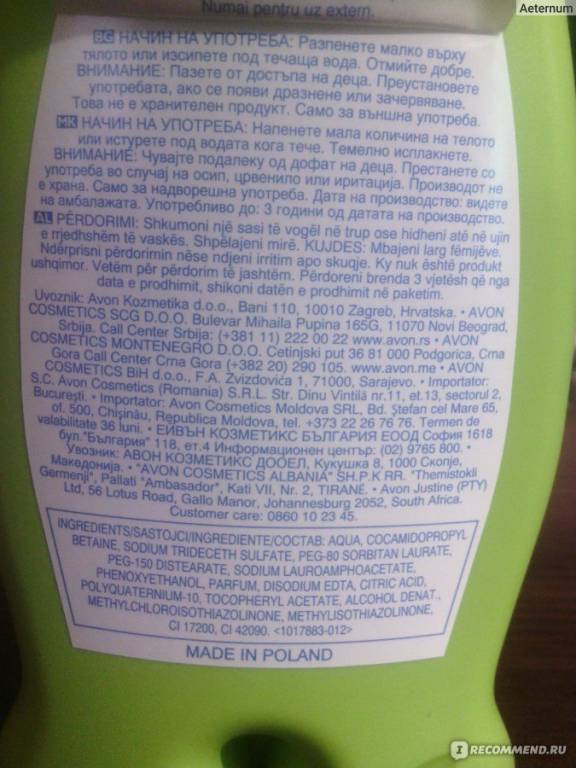 Aeternum
Numai pentru uz extern.
BG НАЧИН НА УПОТРЕБА: Разпенете малко върху
тялото или изсипете под течаща вода. Отмийте добре.
ВНИМАНИЕ: Пазете от достъпа на деца. Преустановете
употребата, ако се появи дразнене или зачервяване.
Това не е хранителен продукт. Само за външна употреба.
MK НАЧИН НА УПОТРЕБА: Напенете мала количина на телото
или истурете под водата кога тече. Темелно исплакнете.
ВНИМАНИЕ: Чувајте подалеку од дофат на деца. Престанете со
употреба во случај на осип, црвенило или иритација. Производот не
е храна. Само за надворешна употреба. Дата на производство: видете
на амбалажата. Употребливо до: 3 години од датата на производство.
AL PËRDORIMI: Shkumoni një sasi të vogël në trup ose hidheni atë në ujin
e rrjedhshëm të vaskës. Shpëlajeni mirë. KUJDES: Mbajeni larg fëmijëve.
Ndërprisni përdorimin nëse ndjeni irritim apo skuqje. Ky nuk është produkt
ushqimor. Vetëm për përdorim të jashtëm. Përdoreni brenda 3 vjetësh që nga
data e prodhimit, shikoni datën e prodhimit në paketim.
Uvoznik: Avon Kozmetika d.o.o., Bani 110, 10010 Zagreb, Hrvatska. • AVON
COSMETICS SCG D.O.O. Bulevar Mihaila Pupina 165G, 11070 Novi Beograd,
Srbija. Call Center Srbija: (+381 11) 222 00 22 www.avon.rs • AVON
COSMETICS MONTENEGRO D.O.O. Cetinjski put 36 81 000 Podgorica, Crna
Gora Call Center Crna Gora (+382 20) 290 105. www.avon.me • AVON
COSMETICS BiH d.o.o., F.A. Zvizdovića 1, 71000, Sarajevo. • Importator:
S.C. Avon Cosmetics (Romania) S.R.L. Str. Dinu Vintilă nr.11, et.13, sectorul 2,
Bucureşti. • Importator: Avon Cosmetics Moldova SRL, Bd. Ştefan cel Mare 65,
of. 500, Chişinău, Republica Moldova, tel. +373 22 26 76 76. Termen de
valabilitate 36 luni. • ЕЙВЪН КОЗМЕТИКС БЪЛГАРИЯ ЕООД София 1618
бул."България" 118, ет.4 Информационен център: (02) 9765 800. •
Увозник: АВОН КОЗМЕТИКС ДООЕЛ, Кукушка 8, 1000 Скопје,
Македонија. • "AVON COSMETICS ALBANIA" SH.P.K RR. "Themistokli
Germenji", Pallati "Ambasador", Kati VII, Nr. 2, TIRANË. • Avon Justine (PTY)
Ltd, 56 Lotus Road, Gallo Manor, Johannesburg 2052, South Africa.
Customer care: 0860 10 23 45.
INGREDIENTS/SASTOJCI/INGREDIENTE/СЪСТАВ: AQUA, COCAMIDOPROPYL
BETAINE, SODIUM TRIDECETH SULFATE, PEG-80 SORBITAN LAURATE,
PEG-150 DISTEARATE, SODIUM LAUROAMPHOACETATE,
PHENOXYETHANOL, PARFUM, DISODIUM EDTA, CITRIC ACID,
POLYQUATERNIUM-10, TOCOPHERYL ACETATE, ALCOHOL DENAT.,
METHYLCHLOROISOTHIAZOLINONE, METHYLISOTHIAZOLINONE.
CI 17200, CI 42090. <1017883-012>
MADE IN POLAND
IRECOMMEND.RU